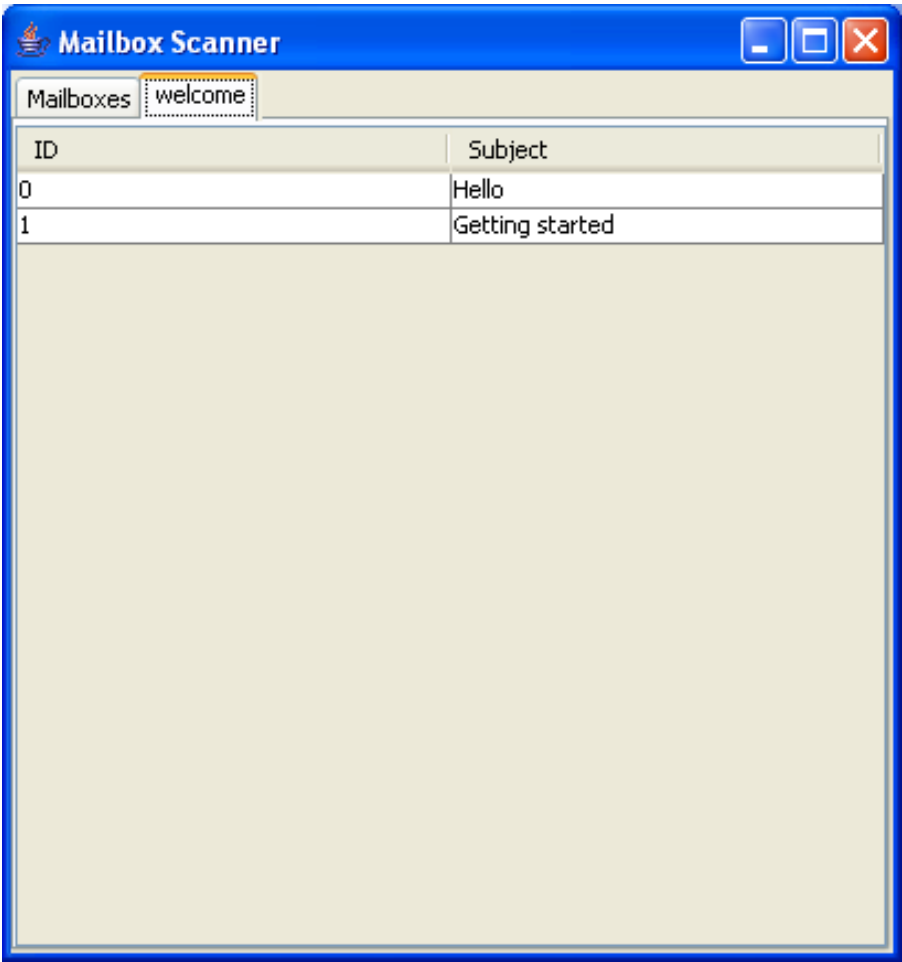 Mailbox Scanner
Mailboxes welcome
ID Subject
0 Hello
1 Getting started